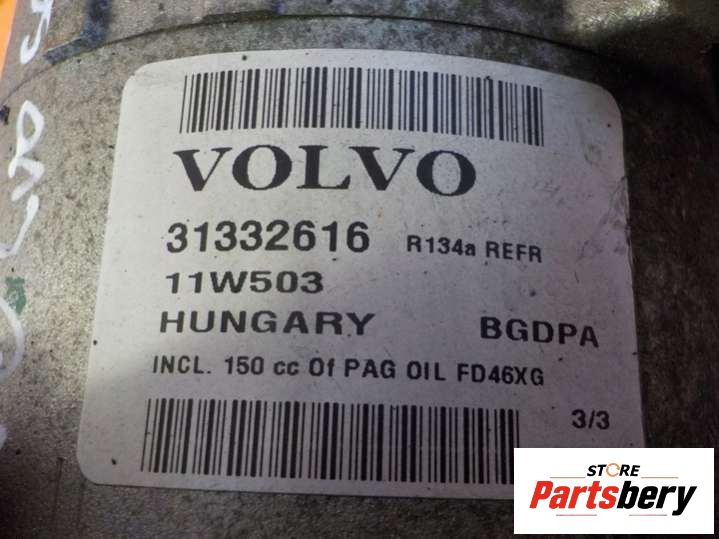 VOLVO
31332616 R134a REFR
11W503
HUNGARY BGDPA
INCL. 150 cc Of PAG OIL FD46XG
3/3
STORE
Partsbery